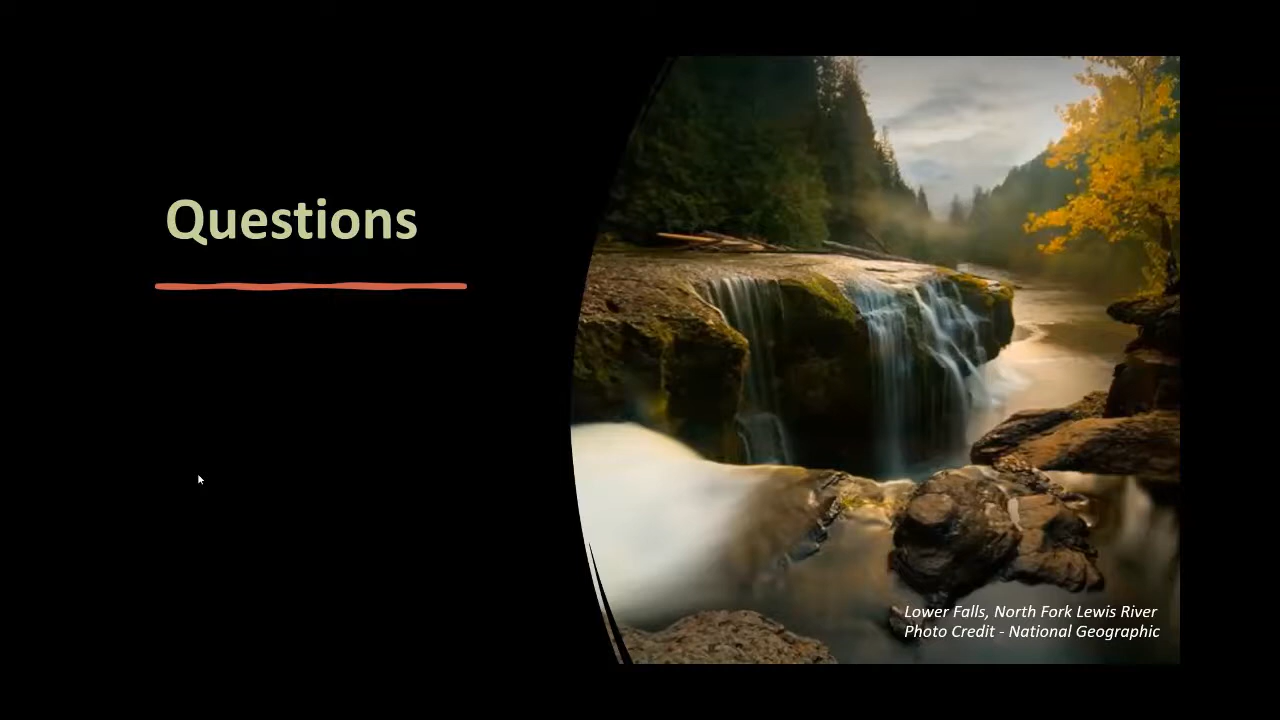 Questions
Lower Falls, North Fork Lewis River
Photo Credit - National Geographic